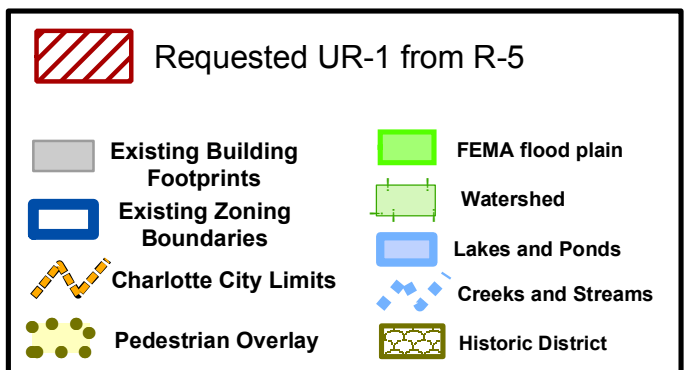 Requested UR-1 from R-5
Existing Building
Footprints
Existing Zoning
Boundaries
Charlotte City Limits
Pedestrian Overlay
FEMA flood plain
Watershed
Lakes and Ponds
Creeks and Streams
Historic District